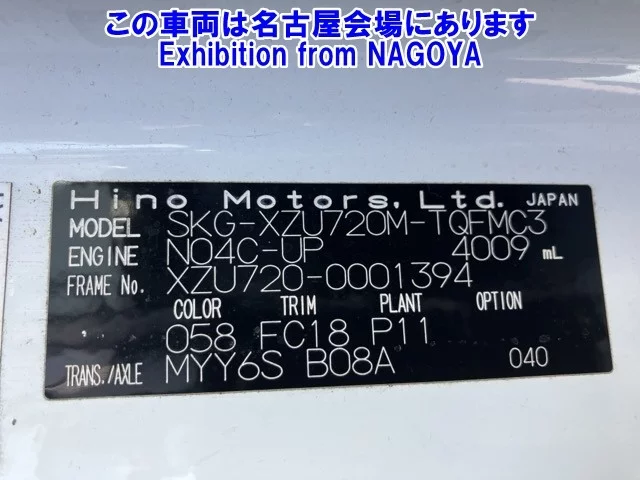 この車両は名古屋会場にあります
Exhibition from NAGOYA
Hino Motors, Ltd. JAPAN
MODEL SKG-XZU720M-TQFMC3
ENGINE N04C-UP 4009 mL
FRAME No. XZU720-0001394
COLOR TRIM PLANT OPTION
058 FC18 P11
TRANS./AXLE MYY6S B08A 040